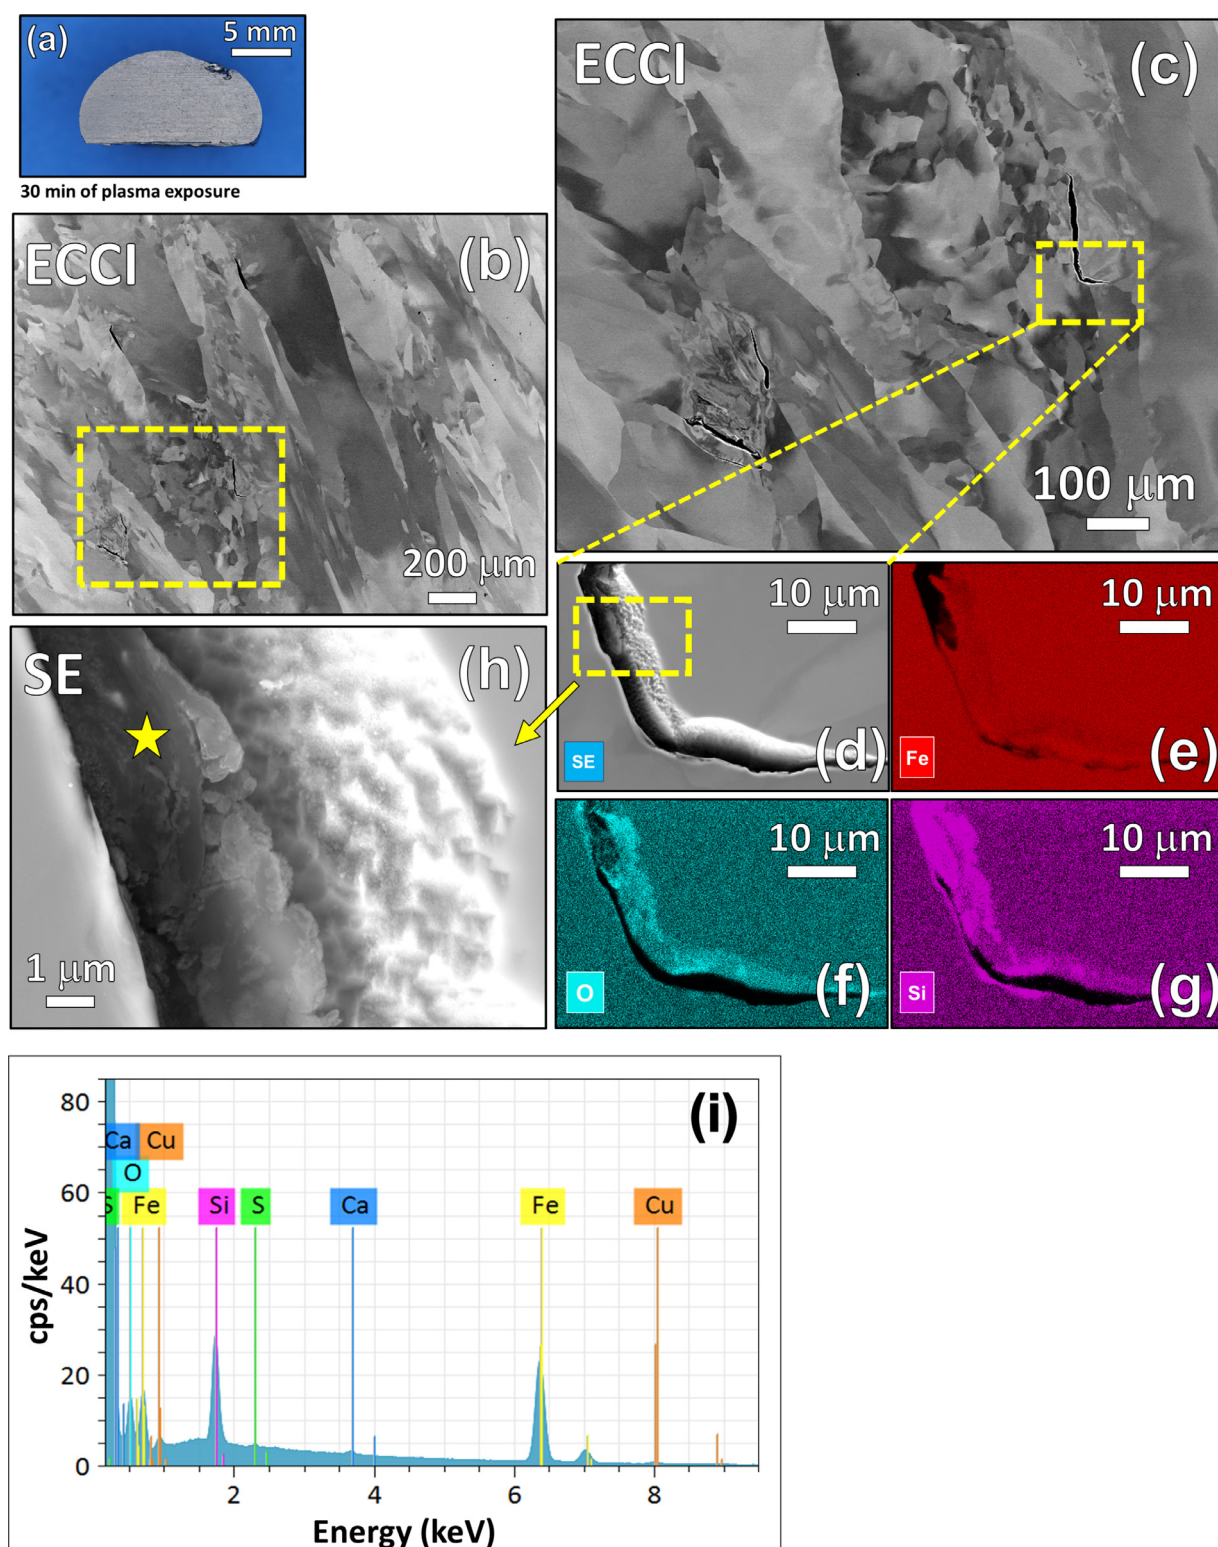 (a)
5 mm
30 min of plasma exposure
ECCI
(b)
200 μm
ECCI
(c)
100 μm
SE
(h)
1 μm
10 μm
SE
(d)
10 μm
Fe
(e)
10 μm
O
(f)
10 μm
Si
(g)
(i)
cps/keV
80
60
40
20
0
Ca
Cu
O
S
Fe
Si
S
Ca
Fe
Cu
2
4
6
8
Energy (keV)